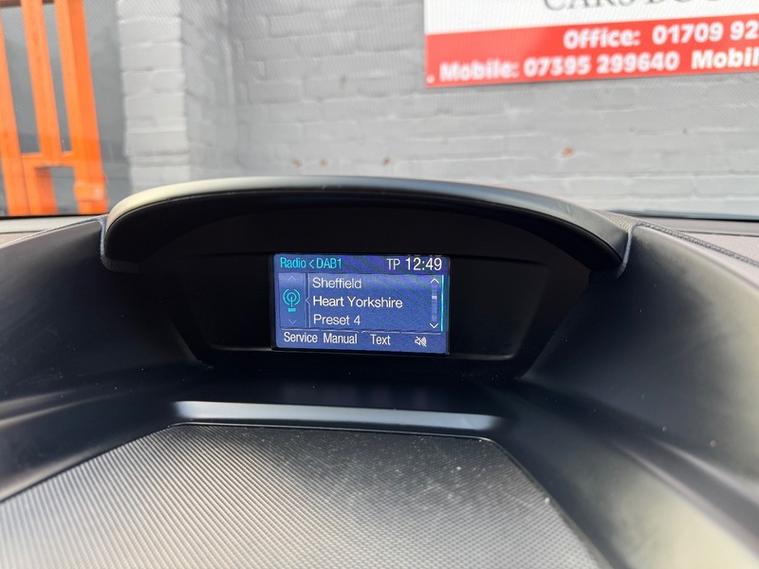 Office: 01709 92
Mobile: 07395 299640 Mobil
Radio < DAB1 TP 12:49
Sheffield
Heart Yorkshire
Preset 4
Service Manual Text